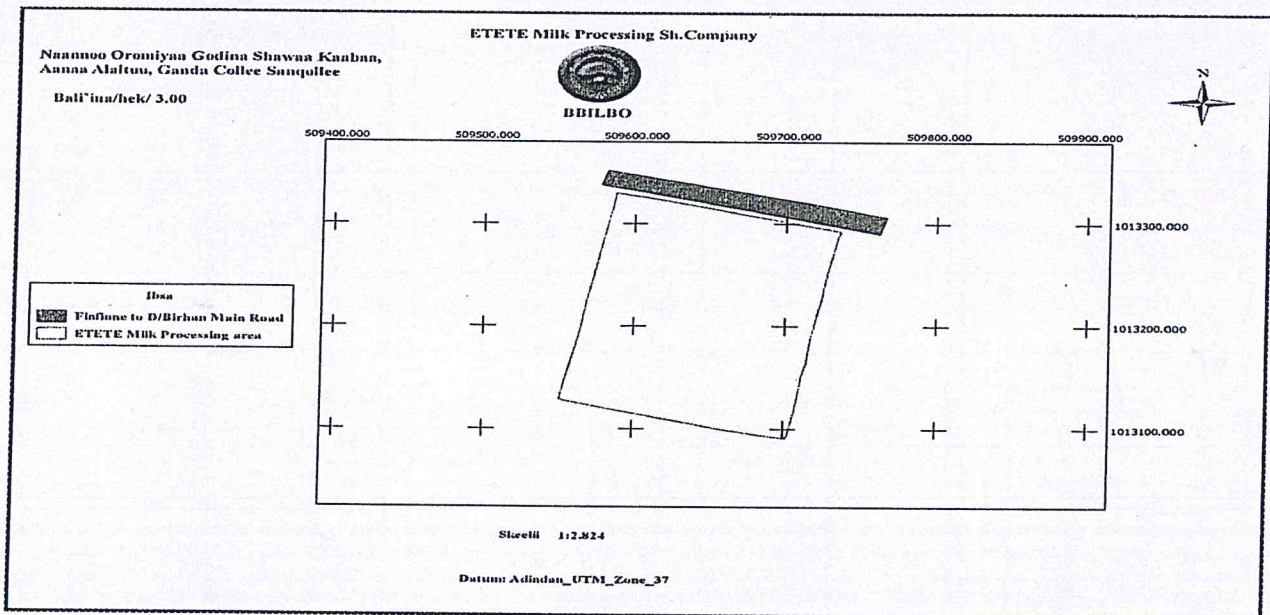 ETETE Milk Processing Sh.Company
Naannoo Oromiyaa Godina Shawaa Kaabaa,
Aanaa Alaltuu, Ganda Collee Sanqollee
Bali`ina/hek/ 3.00
BBILBO
N
509400.000 509500.000 509600.000 509700.000 509800.000 509900.000
1013300.000
Ibsa
Finfinne to D/Birhan Main Road
ETETE Milk Processing area
1013200.000
1013100.000
Skeelii 1:2,824
Datum: Adindan_UTM_Zone_37